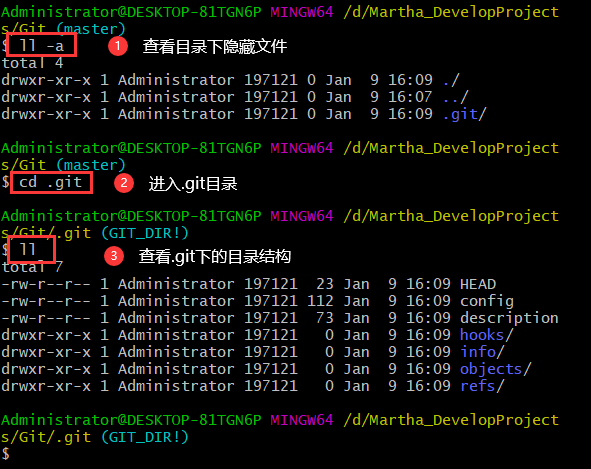 Administrator@DESKTOP-81TGN6P MINGW64 /d/Martha_DevelopProject
s/Git (master)
$ ll -a 1 查看目录下隐藏文件
total 4
drwxr-xr-x 1 Administrator 197121 0 Jan  9 16:09 ./
drwxr-xr-x 1 Administrator 197121 0 Jan  9 16:07 ../
drwxr-xr-x 1 Administrator 197121 0 Jan  9 16:09 .git/
Administrator@DESKTOP-81TGN6P MINGW64 /d/Martha_DevelopProject
s/Git (master)
$ cd .git 2 进入.git目录
Administrator@DESKTOP-81TGN6P MINGW64 /d/Martha_DevelopProject
s/Git/.git (GIT_DIR!)
$ ll 3 查看.git下的目录结构
total 7
-rw-r--r-- 1 Administrator 197121  23 Jan  9 16:09 HEAD
-rw-r--r-- 1 Administrator 197121 112 Jan  9 16:09 config
-rw-r--r-- 1 Administrator 197121  73 Jan  9 16:09 description
drwxr-xr-x 1 Administrator 197121   0 Jan  9 16:09 hooks/
drwxr-xr-x 1 Administrator 197121   0 Jan  9 16:09 info/
drwxr-xr-x 1 Administrator 197121   0 Jan  9 16:09 objects/
drwxr-xr-x 1 Administrator 197121   0 Jan  9 16:09 refs/
Administrator@DESKTOP-81TGN6P MINGW64 /d/Martha_DevelopProject
s/Git/.git (GIT_DIR!)
$